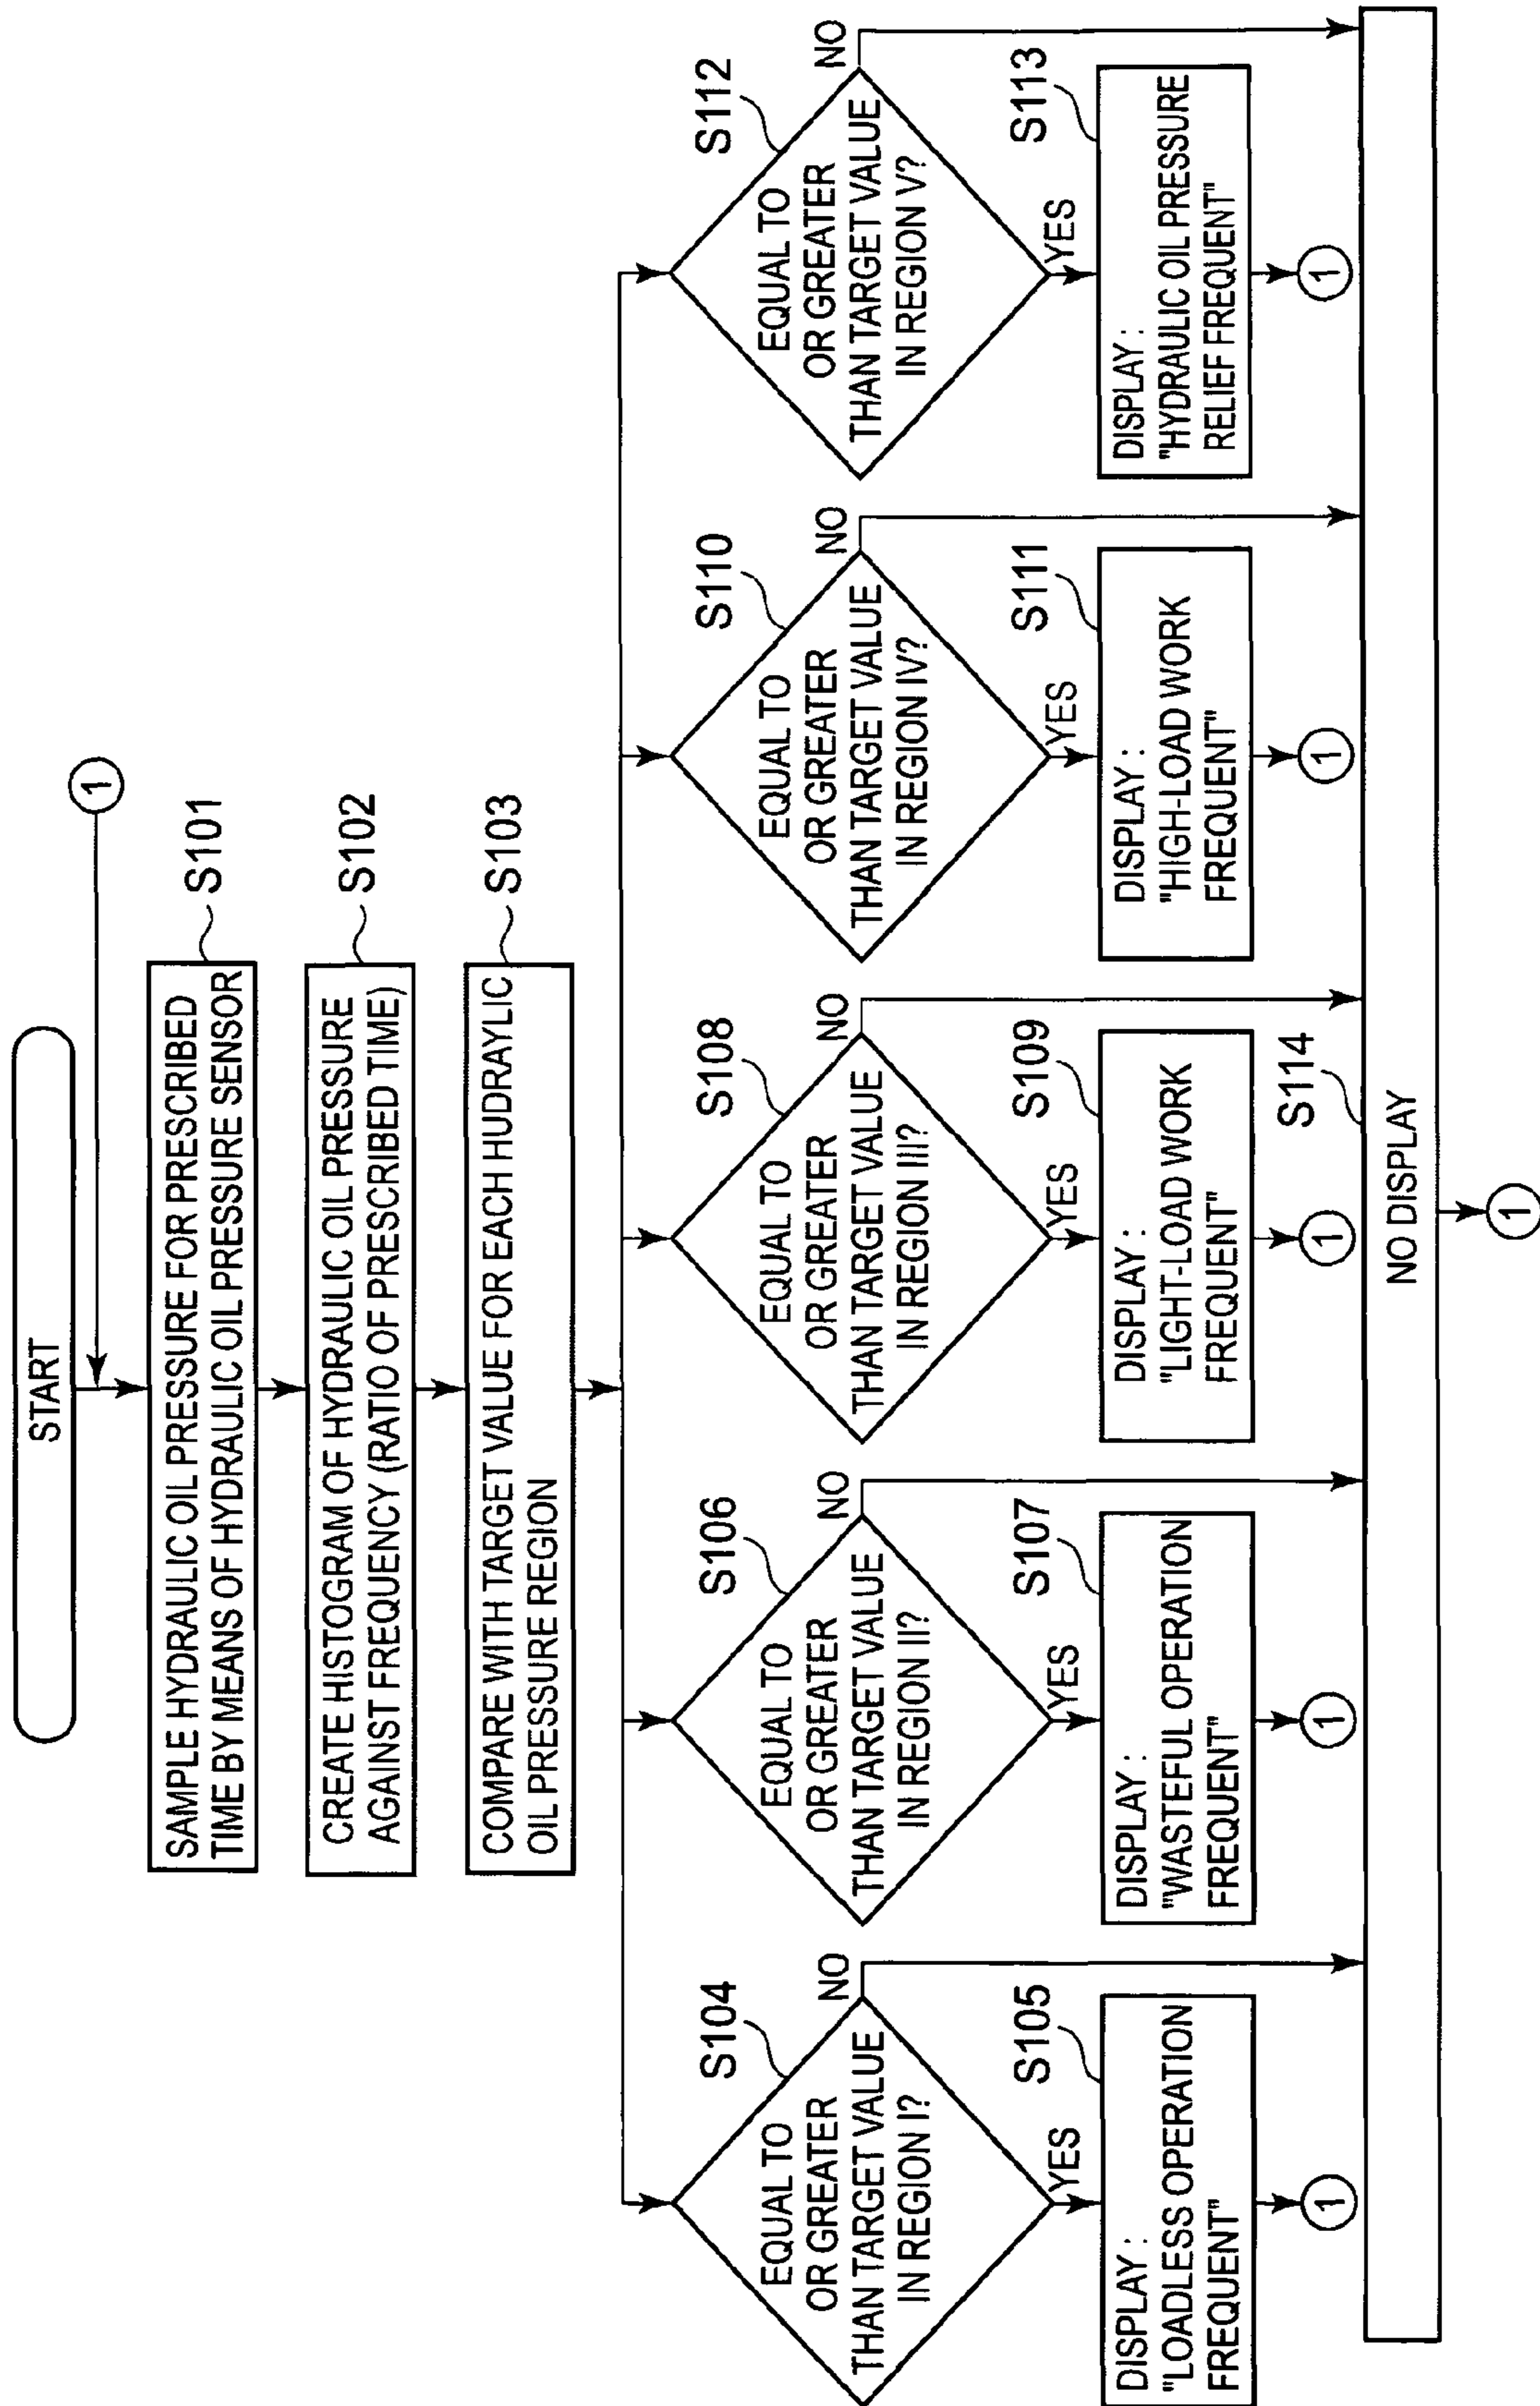 START
1
SAMPLE HYDRAULIC OIL PRESSURE FOR PRESCRIBED
TIME BY MEANS OF HYDRAULIC OIL PRESSURE SENSOR
S101
CREATE HISTOGRAM OF HYDRAULIC OIL PRESSURE
AGAINST FREQUENCY (RATIO OF PRESCRIBED TIME)
S102
COMPARE WITH TARGET VALUE FOR EACH HUDRAYLIC
OIL PRESSURE REGION
S103
S104
EQUAL TO
OR GREATER
THAN TARGET VALUE
IN REGION I?
NO
YES
S105
DISPLAY :
"LOADLESS OPERATION
FREQUENT"
1
S106
EQUAL TO
OR GREATER
THAN TARGET VALUE
IN REGION II?
NO
YES
S107
DISPLAY :
"WASTEFUL OPERATION
FREQUENT"
1
S108
EQUAL TO
OR GREATER
THAN TARGET VALUE
IN REGION III?
NO
YES
S109
DISPLAY :
"LIGHT-LOAD WORK
FREQUENT"
1
S110
EQUAL TO
OR GREATER
THAN TARGET VALUE
IN REGION IV?
NO
YES
S111
DISPLAY :
"HIGH-LOAD WORK
FREQUENT"
1
S112
EQUAL TO
OR GREATER
THAN TARGET VALUE
IN REGION V?
NO
YES
S113
DISPLAY :
"HYDRAULIC OIL PRESSURE
RELIEF FREQUENT"
1
S114
NO DISPLAY
1